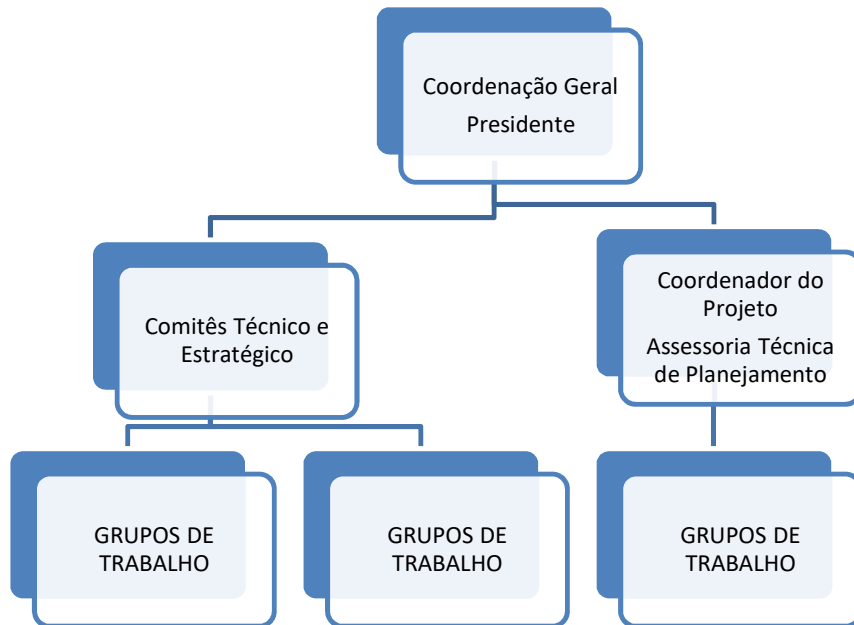 Coordenação Geral
Presidente
Comitês Técnico e
Estratégico
Coordenador do
Projeto
Assessoria Técnica
de Planejamento
GRUPOS DE
TRABALHO
GRUPOS DE
TRABALHO
GRUPOS DE
TRABALHO